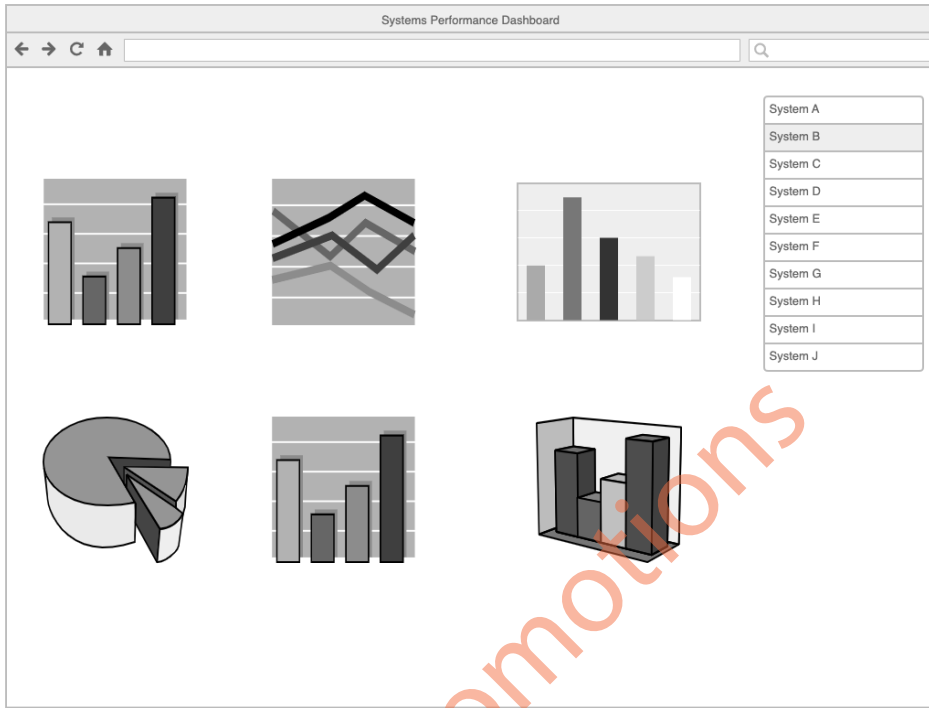 Systems Performance Dashboard
System A
System B
System C
System D
System E
System F
System G
System H
System I
System J
omotions